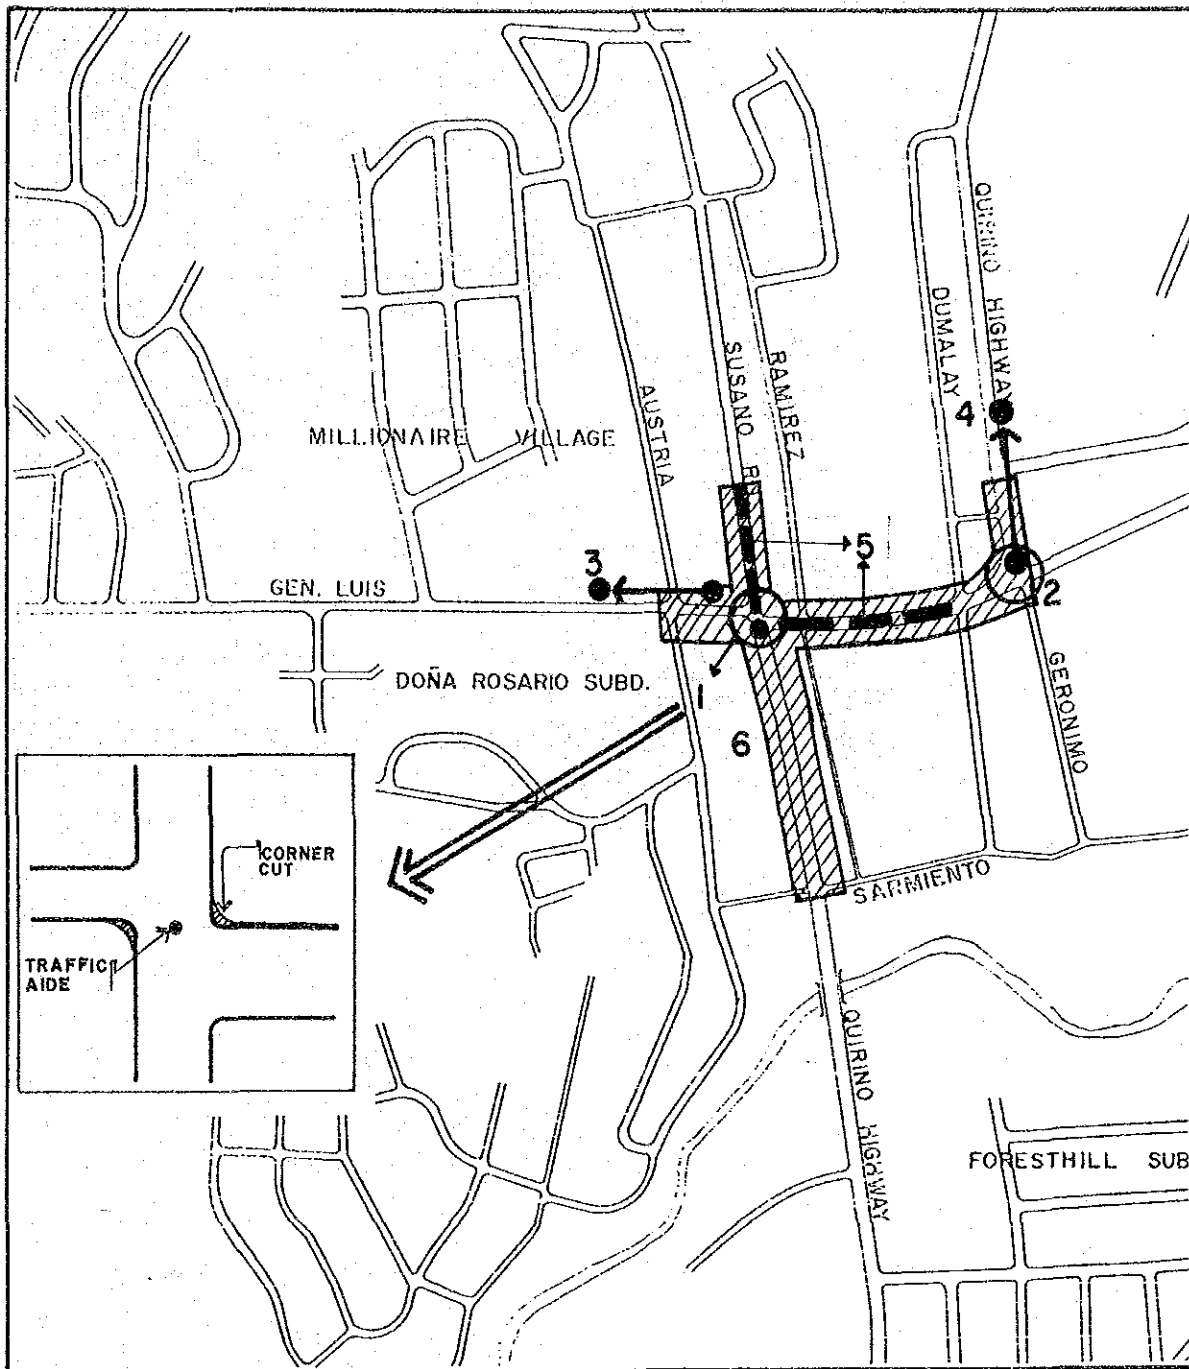 QUIRINO HIGHWAY
DUMALAY
SUSANO RD
RAMIREZ
AUSTRIA
4
MILLIONAIRE VILLAGE
5
3
GEN. LUIS
2
DOÑA ROSARIO SUBD.
1
GERONIMO
6
CORNER
CUT
SARMIENTO
TRAFFIC
AIDE
QUIRINO HIGHWAY
FORESTHILL SUB